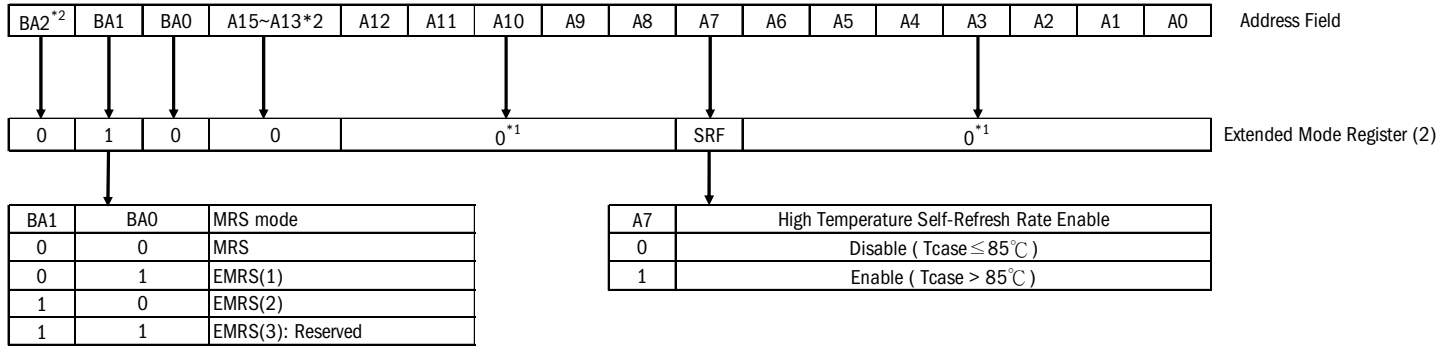 BA2*2 BA1 BA0 A15~A13*2 A12 A11 A10 A9 A8 A7 A6 A5 A4 A3 A2 A1 A0 Address Field
0 1 0 0 0*1 SRF 0*1 Extended Mode Register (2)
BA1 BA0 MRS mode
0 0 MRS
0 1 EMRS(1)
1 0 EMRS(2)
1 1 EMRS(3): Reserved
A7 High Temperature Self-Refresh Rate Enable
0 Disable ( Tcase≦85℃ )
1 Enable ( Tcase > 85℃ )